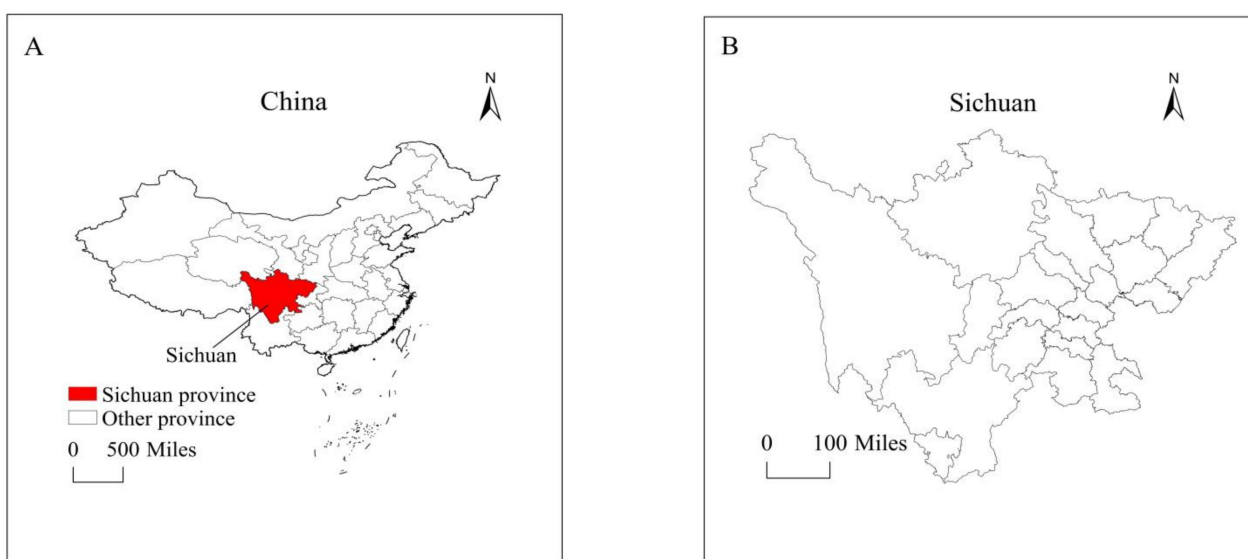 A
N
China
Sichuan
Sichuan province
Other province
0 500 Miles
B
N
Sichuan
0 100 Miles